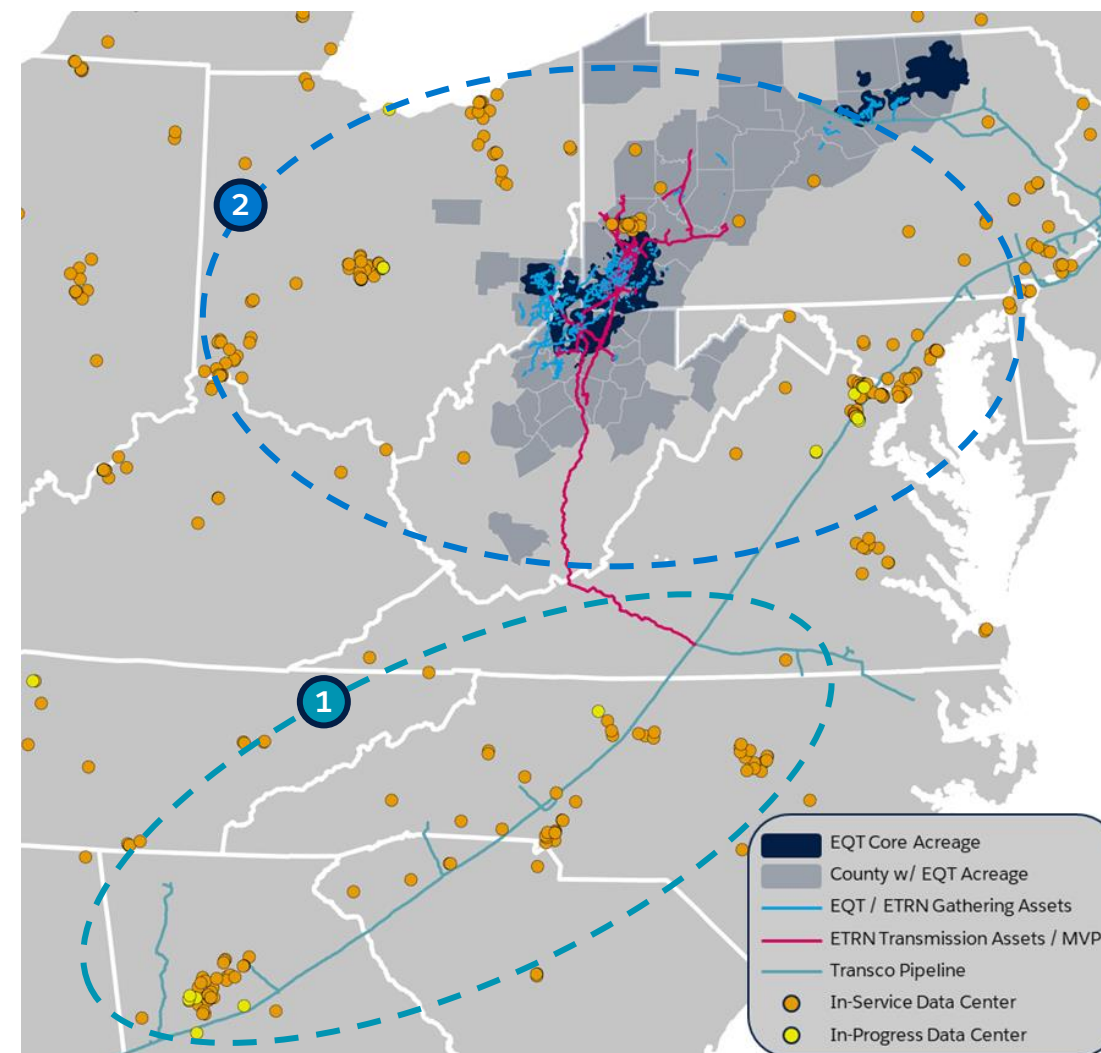 2
1
EQT Core Acreage
County w/ EQT Acreage
EQT / ETRN Gathering Assets
ETRN Transmission Assets / MVP
Transco Pipeline
In-Service Data Center
In-Progress Data Center